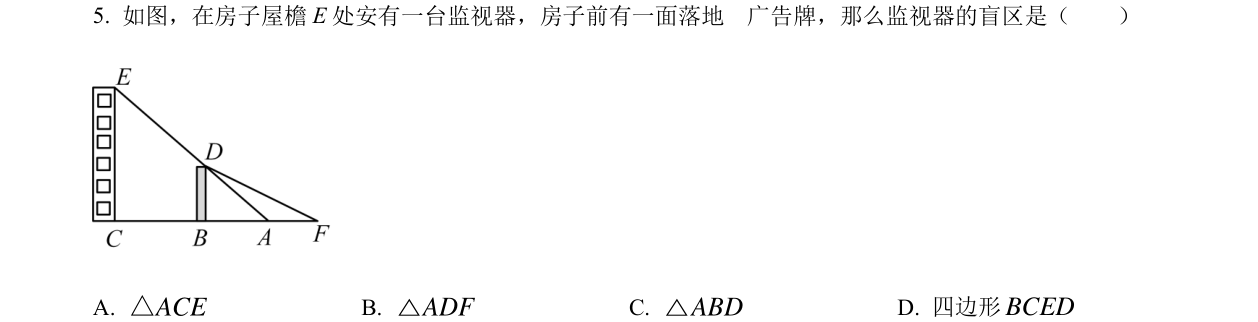 5. 如图，在房子屋檐 E 处安有一台监视器，房子前有一面落地 广告牌，那么监视器的盲区是（ ）
E
D
C B A F
A. △ACE B. △ADF C. △ABD D. 四边形 BCED